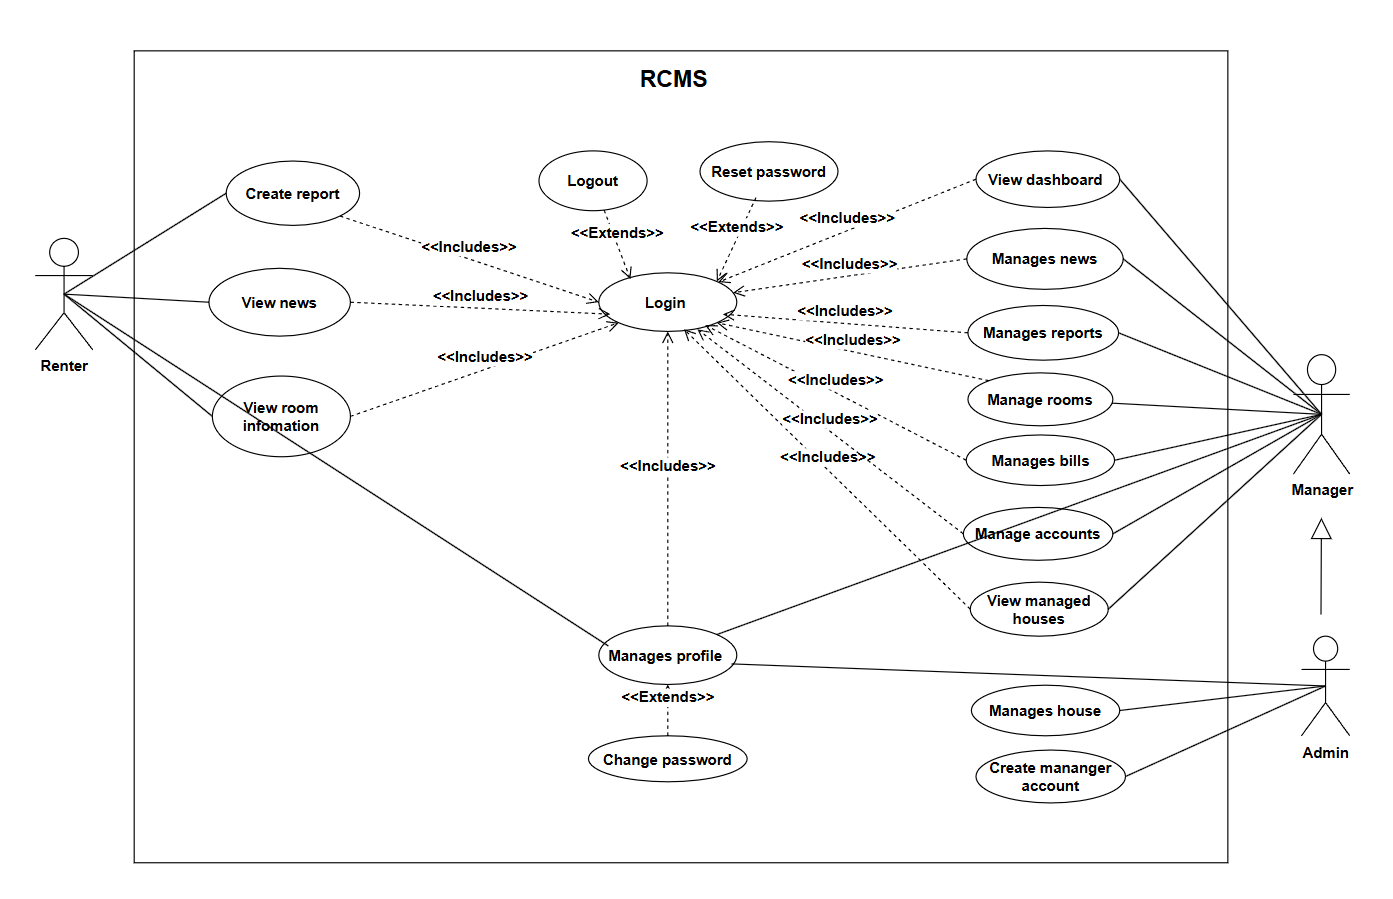 RCMS
Create report
Logout
Reset password
View dashboard
<<Includes>>
<<Extends>>
<<Extends>>
<<Includes>>
Manages news
<<Includes>>
View news
<<Includes>>
Login
<<Includes>>
Manages reports
Renter
<<Includes>>
<<Includes>>
View room
infomation
<<Includes>>
Manage rooms
<<Includes>>
<<Includes>>
Manages bills
<<Includes>>
<<Includes>>
Manager
Manage accounts
View managed
houses
Manages profile
<<Extends>>
Change password
Manages house
Create mananger
account
Admin